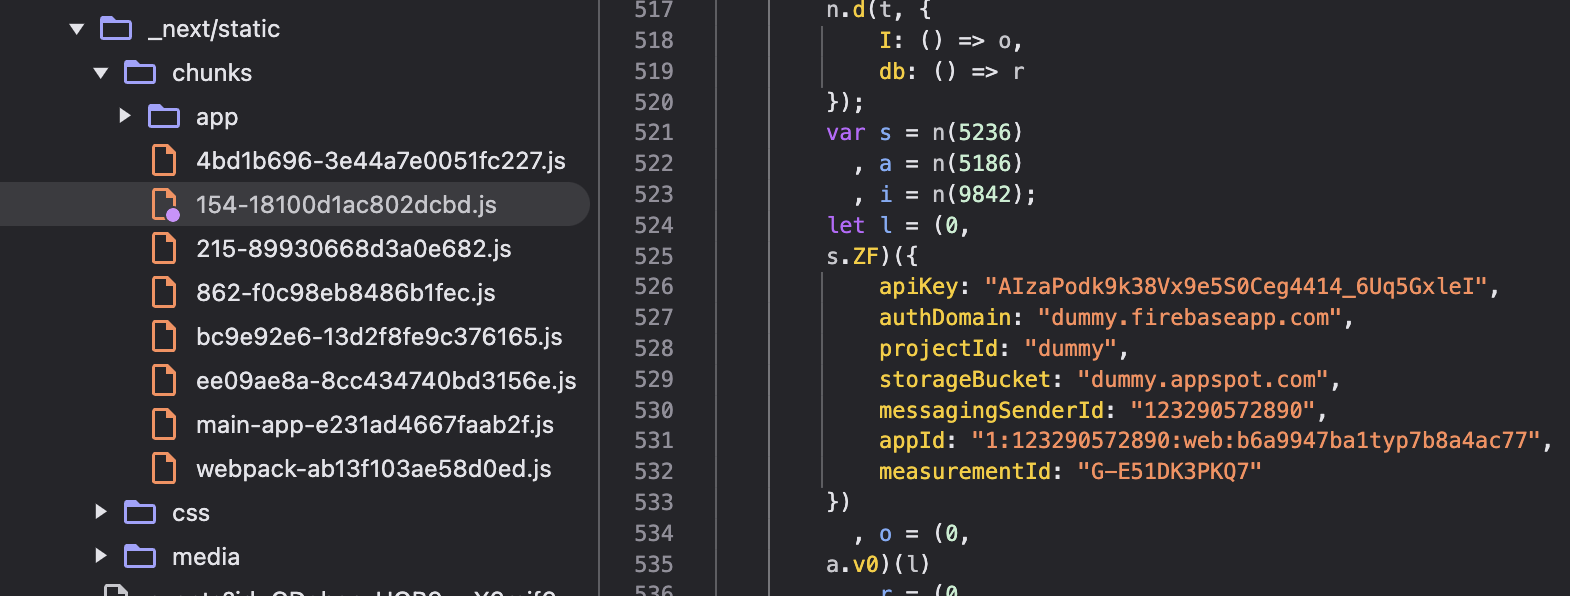 _next/static
chunks
app
4bd1b696-3e44a7e0051fc227.js
154-18100d1ac802dcbd.js
215-89930668d3a0e682.js
862-f0c98eb8486b1fec.js
bc9e92e6-13d2f8fe9c376165.js
ee09ae8a-8cc434740bd3156e.js
main-app-e231ad4667faab2f.js
webpack-ab13f103ae58d0ed.js
css
media
517 n.d(t, {
518 I: () => o,
519 db: () => r
520 });
521 var s = n(5236)
522 , a = n(5186)
523 , i = n(9842);
524 let l = (0,
525 s.ZF)({
526 apiKey: "AIzaPodk9k38Vx9e5S0Ceg4414_6Uq5GxleI",
527 authDomain: "dummy.firebaseapp.com",
528 projectId: "dummy",
529 storageBucket: "dummy.appspot.com",
530 messagingSenderId: "123290572890",
531 appId: "1:123290572890:web:b6a9947ba1typ7b8a4ac77",
532 measurementId: "G-E51DK3PKQ7"
533 })
534 , o = (0,
535 a.v0)(l)
536 r = (0